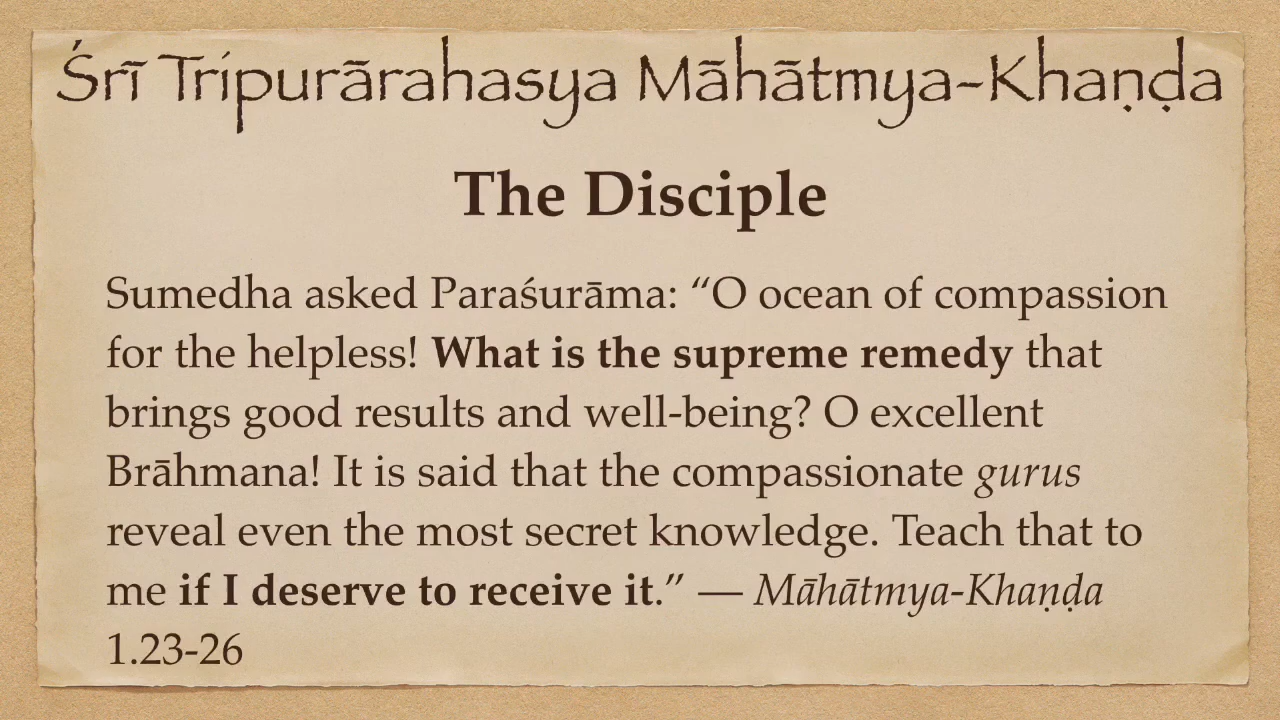 Śrī Tripurārahasya Māhātmya-Khaṇḍa
The Disciple
Sumedha asked Paraśurāma: “O ocean of compassion
for the helpless! What is the supreme remedy that
brings good results and well-being? O excellent
Brāhmana! It is said that the compassionate gurus
reveal even the most secret knowledge. Teach that to
me if I deserve to receive it.” — Māhātmya-Khaṇḍa
1.23-26